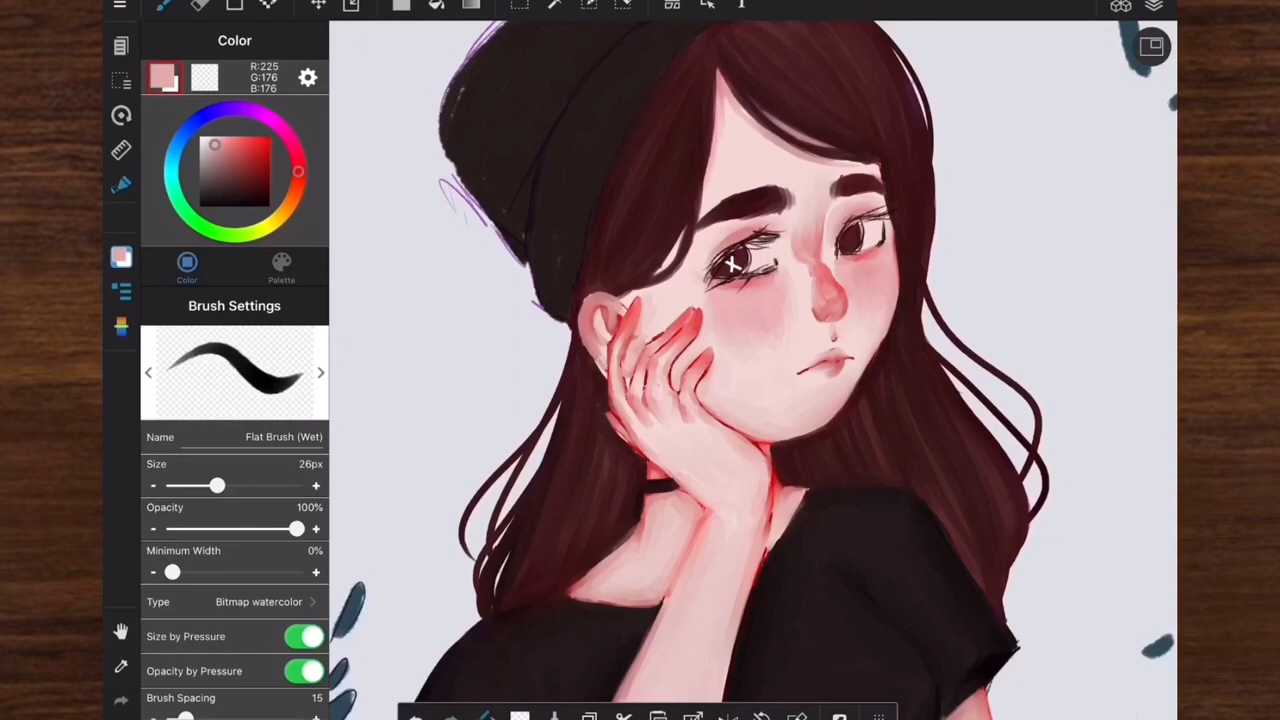 Color
R:225
G:176
B:176
Color
Palette
Brush Settings
Name Flat Brush (Wet)
Size 26px
- +
Opacity 100%
- +
Minimum Width 0%
- +
Type Bitmap watercolor
Size by Pressure
Opacity by Pressure
Brush Spacing 15
- +